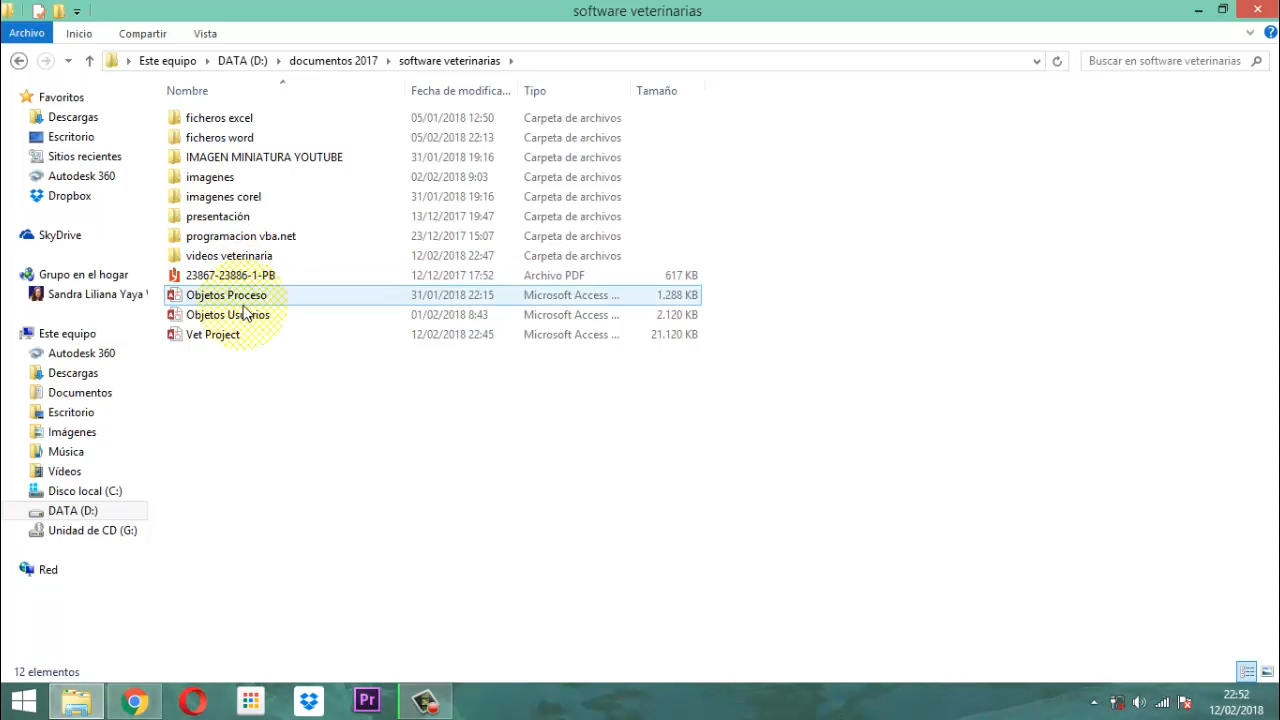 software veterinarias
Archivo Inicio Compartir Vista
Este equipo DATA (D:) documentos 2017 software veterinarias
Buscar en software veterinarias
Nombre Fecha de modifica... Tipo Tamaño
ficheros excel 05/01/2018 12:50 Carpeta de archivos
ficheros word 05/02/2018 22:13 Carpeta de archivos
IMAGEN MINIATURA YOUTUBE 31/01/2018 19:16 Carpeta de archivos
imagenes 02/02/2018 9:03 Carpeta de archivos
imagenes corel 31/01/2018 19:16 Carpeta de archivos
presentación 13/12/2017 19:47 Carpeta de archivos
programacion vba.net 23/12/2017 15:07 Carpeta de archivos
videos veterinaria 12/02/2018 22:47 Carpeta de archivos
23867-23886-1-PB 12/12/2017 17:52 Archivo PDF 617 KB
Objetos Proceso 31/01/2018 22:15 Microsoft Access ... 1.288 KB
Objetos Usuarios 01/02/2018 8:43 Microsoft Access ... 2.120 KB
Vet Project 12/02/2018 22:45 Microsoft Access ... 21.120 KB
Favoritos
Descargas
Escritorio
Sitios recientes
Autodesk 360
Dropbox
SkyDrive
Grupo en el hogar
Sandra Liliana Yaya
Este equipo
Autodesk 360
Descargas
Documentos
Escritorio
Imágenes
Música
Vídeos
Disco local (C:)
DATA (D:)
Unidad de CD (G:)
Red
12 elementos
Pr
22:52
12/02/2018